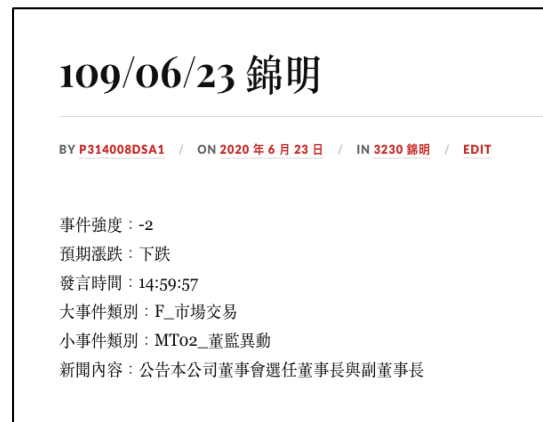 109/06/23 錦明
BY P314008DSA1 / ON 2020 年 6 月 23 日 / IN 3230 錦明 / EDIT
事件強度：-2
預期漲跌：下跌
發言時間：14:59:57
大事件類別：F_市場交易
小事件類別：MT02_董監異動
新聞內容：公告本公司董事會選任董事長與副董事長